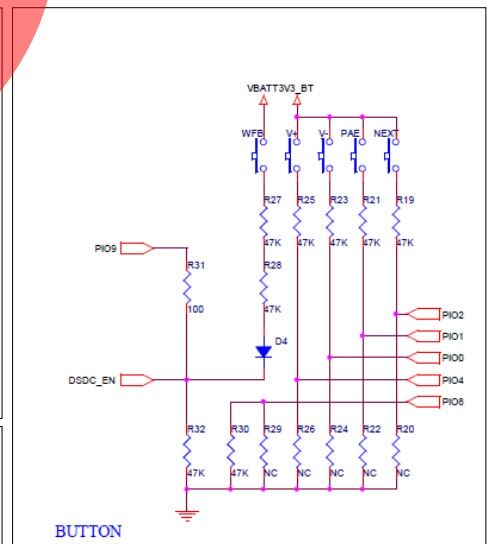 VBATT3V3_BT
WFB V+ V- PAE NEXT
R27 R25 R23 R21 R19
47K 47K 47K 47K 47K
PIO9
R31 R28
100 47K
PIO2
D4
PIO1
PIO0
DSDC_EN PIO4
PIO8
R32 R30 R29 R26 R24 R22 R20
47K 47K NC NC NC NC NC
BUTTON